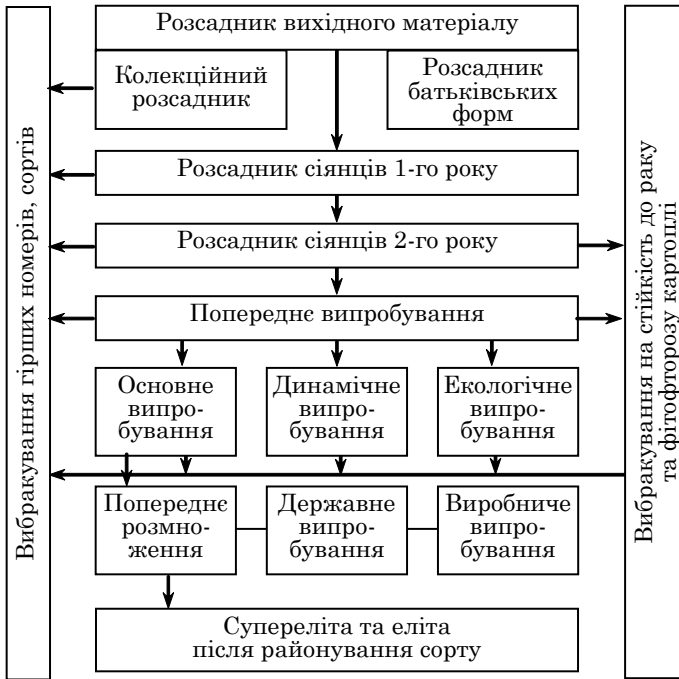 Розсадник вихідного матеріалу
Колекційний
розсадник
Розсадник
батьківських
форм
Розсадник сіянців 1-го року
Розсадник сіянців 2-го року
Попереднє випробування
Основне
випро-
бування
Динамічне
випро-
бування
Екологічне
випро-
бування
Попереднє
розмно-
ження
Державне
випро-
бування
Виробниче
випро-
бування
Супереліта та еліта
після районування сорту
Вибракування гірших номерів, сортів
Вибракування на стійкість до раку
та фітофторозу картоплі